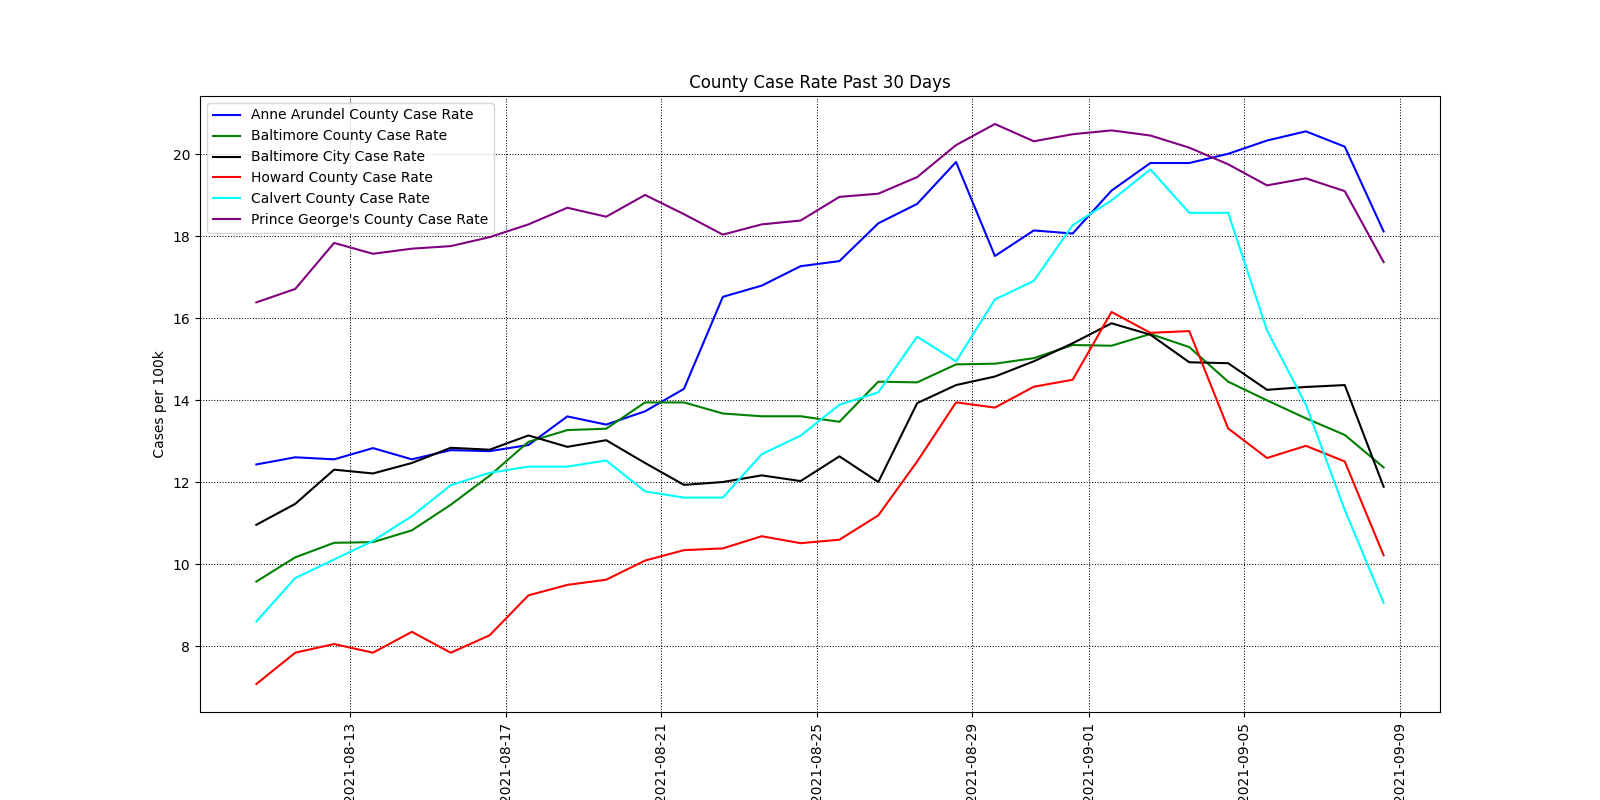 County Case Rate Past 30 Days
Anne Arundel County Case Rate
Baltimore County Case Rate
Baltimore City Case Rate
Howard County Case Rate
Calvert County Case Rate
Prince George's County Case Rate
Cases per 100k
20
18
16
14
12
10
8
2021-08-13
2021-08-17
2021-08-21
2021-08-25
2021-08-29
2021-09-01
2021-09-05
2021-09-09